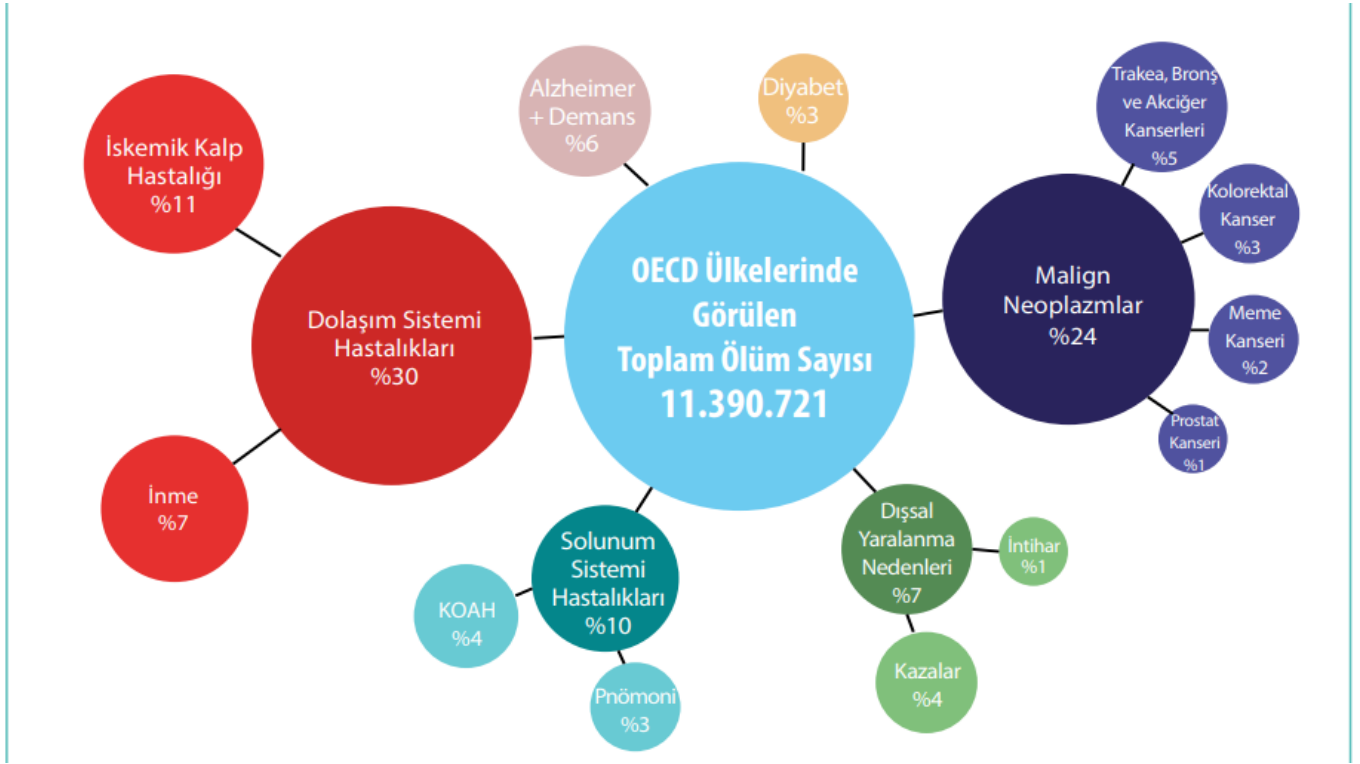 OECD Ülkelerinde
Görülen
Toplam Ölüm Sayısı
11.390.721
Dolaşım Sistemi
Hastalıkları
%30
İskemik Kalp
Hastalığı
%11
İnme
%7
Alzheimer
+ Demans
%6
Diyabet
%3
Malign
Neoplazmlar
%24
Trakea, Bronş
ve Akciğer
Kanserleri
%5
Kolorektal
Kanser
%3
Meme
Kanseri
%2
Prostat
Kanseri
%1
Solunum
Sistemi
Hastalıkları
%10
KOAH
%4
Pnömoni
%3
Dışsal
Yaralanma
Nedenleri
%7
İntihar
%1
Kazalar
%4